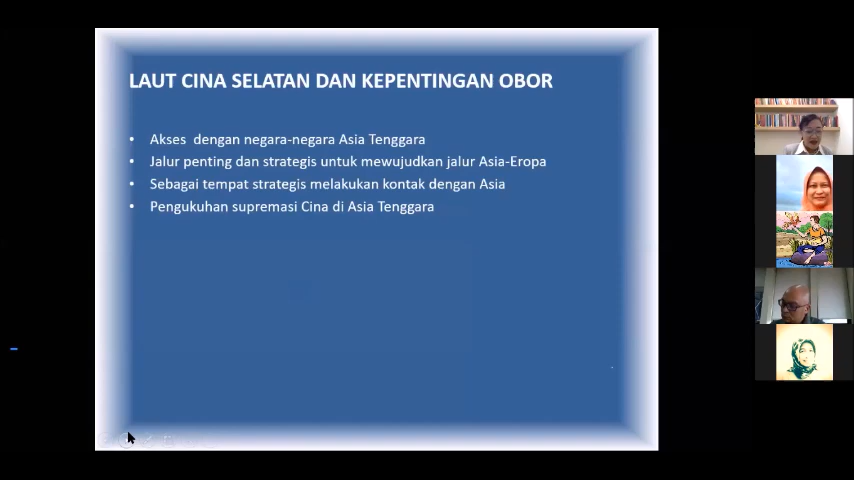 LAUT CINA SELATAN DAN KEPENTINGAN OBOR
• Akses dengan negara-negara Asia Tenggara
• Jalur penting dan strategis untuk mewujudkan jalur Asia-Eropa
• Sebagai tempat strategis melakukan kontak dengan Asia
• Pengukuhan supremasi Cina di Asia Tenggara